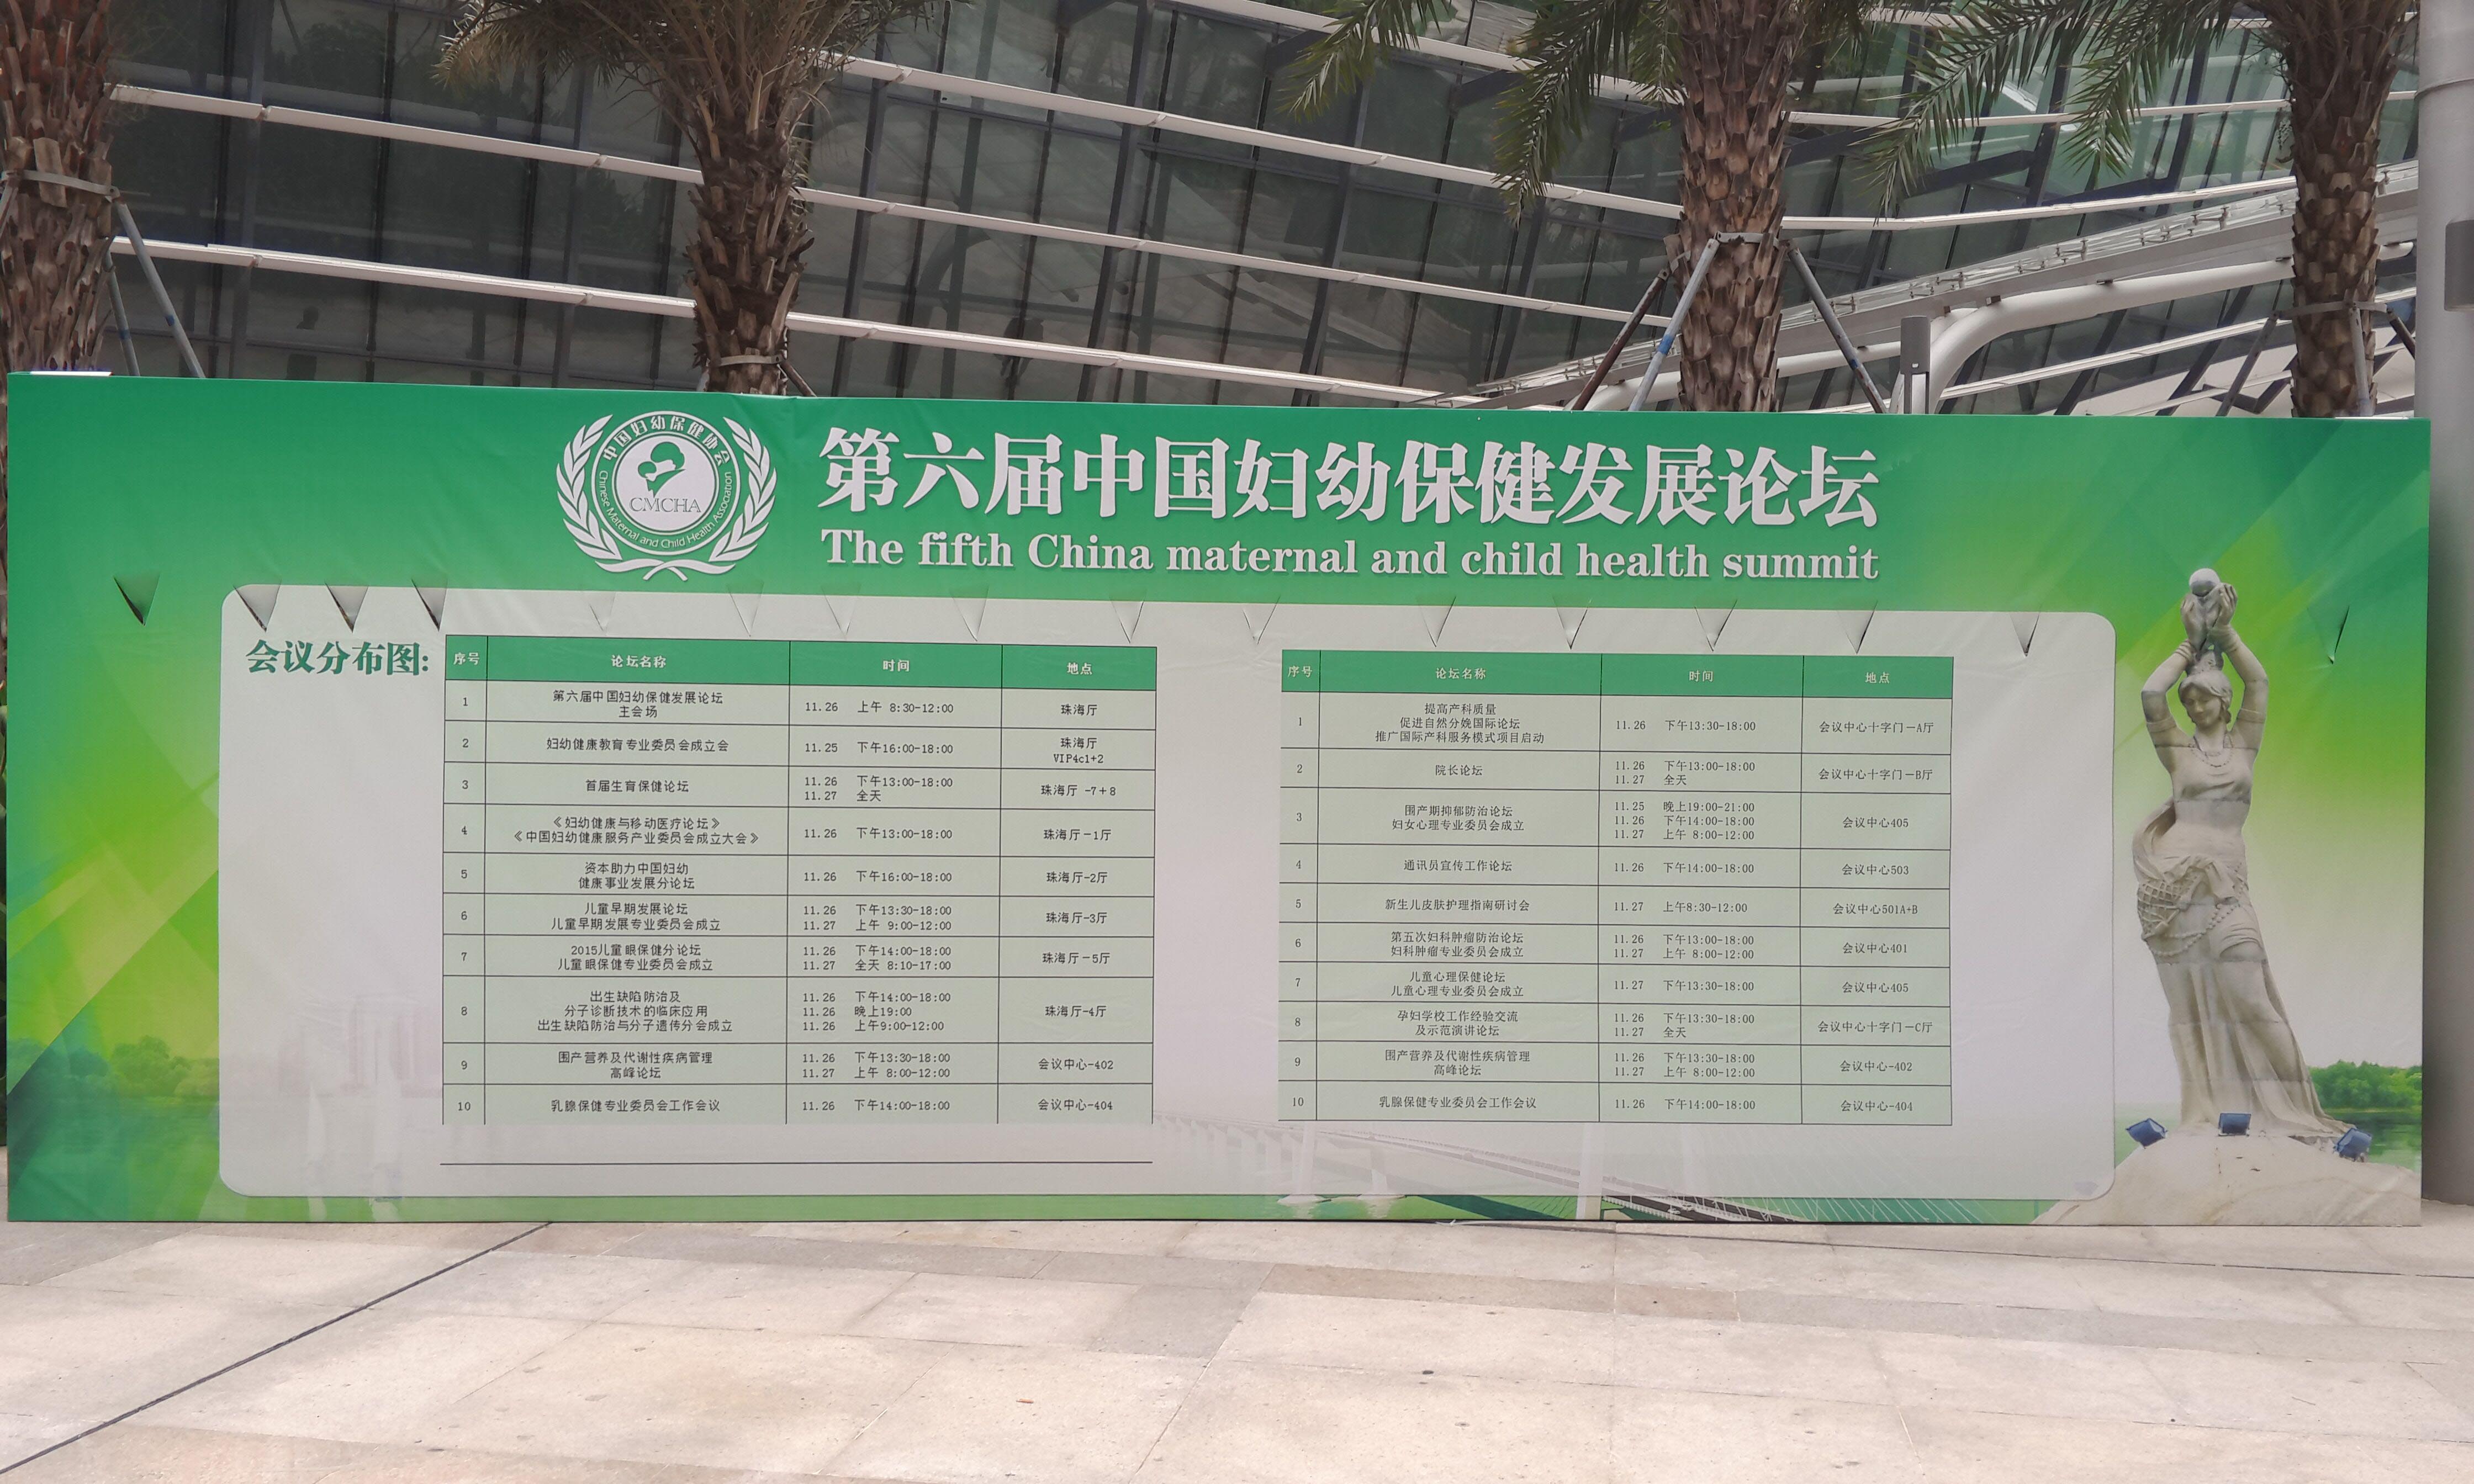 中国妇幼保健协会
CMCHA
Chinese Maternal and Child Health Association
第六届中国妇幼保健发展论坛
The fifth China maternal and child health summit
会议分布图:
序号 论坛名称 时间 地点
1 第六届中国妇幼保健发展论坛
主会场 11.26 上午 8:30-12:00 珠海厅
2 妇幼健康教育专业委员会成立会 11.25 下午16:00-18:00 珠海厅
VIP4c1+2
3 首届生育保健论坛 11.26 下午13:00-18:00
11.27 全天 珠海厅 -7+8
4 《妇幼健康与移动医疗论坛》
《中国妇幼健康服务产业委员会成立大会》 11.26 下午13:00-18:00 珠海厅-1厅
5 资本助力中国妇幼
健康事业发展分论坛 11.26 下午16:00-18:00 珠海厅-2厅
6 儿童早期发展论坛
儿童早期发展专业委员会成立 11.26 下午13:30-18:00
11.27 上午 9:00-12:00 珠海厅-3厅
7 2015儿童眼保健分论坛
儿童眼保健专业委员会成立 11.26 下午14:00-18:00
11.27 全天 8:10-17:00 珠海厅-5厅
8 出生缺陷防治及
分子诊断技术的临床应用
出生缺陷防治与分子遗传分会成立 11.26 下午14:00-18:00
11.26 晚上19:00
11.26 上午9:00-12:00 珠海厅-4厅
9 围产营养及代谢性疾病管理
高峰论坛 11.26 下午13:30-18:00
11.27 上午 8:00-12:00 会议中心-402
10 乳腺保健专业委员会工作会议 11.26 下午14:00-18:00 会议中心-404
序号 论坛名称 时间 地点
1 提高产科质量
促进自然分娩国际论坛
推广国际产科服务模式项目启动 11.26 下午13:30-18:00 会议中心十字门-A厅
2 院长论坛 11.26 下午13:00-18:00
11.27 全天 会议中心十字门-B厅
3 围产期抑郁防治论坛
妇女心理专业委员会成立 11.25 晚上19:00-21:00
11.26 下午14:00-18:00
11.27 上午 8:00-12:00 会议中心405
4 通讯员宣传工作论坛 11.26 下午14:00-18:00 会议中心503
5 新生儿皮肤护理指南研讨会 11.27 上午8:30-12:00 会议中心501A+B
6 第五次妇科肿瘤防治论坛
妇科肿瘤专业委员会成立 11.26 下午13:00-18:00
11.27 上午 8:00-12:00 会议中心401
7 儿童心理保健论坛
儿童心理专业委员会成立 11.27 下午13:30-18:00 会议中心405
8 孕妇学校工作经验交流
及示范演讲论坛 11.26 下午13:30-18:00
11.27 全天 会议中心十字门-C厅
9 围产营养及代谢性疾病管理
高峰论坛 11.26 下午13:30-18:00
11.27 上午 8:00-12:00 会议中心-402
10 乳腺保健专业委员会工作会议 11.26 下午14:00-18:00 会议中心-404